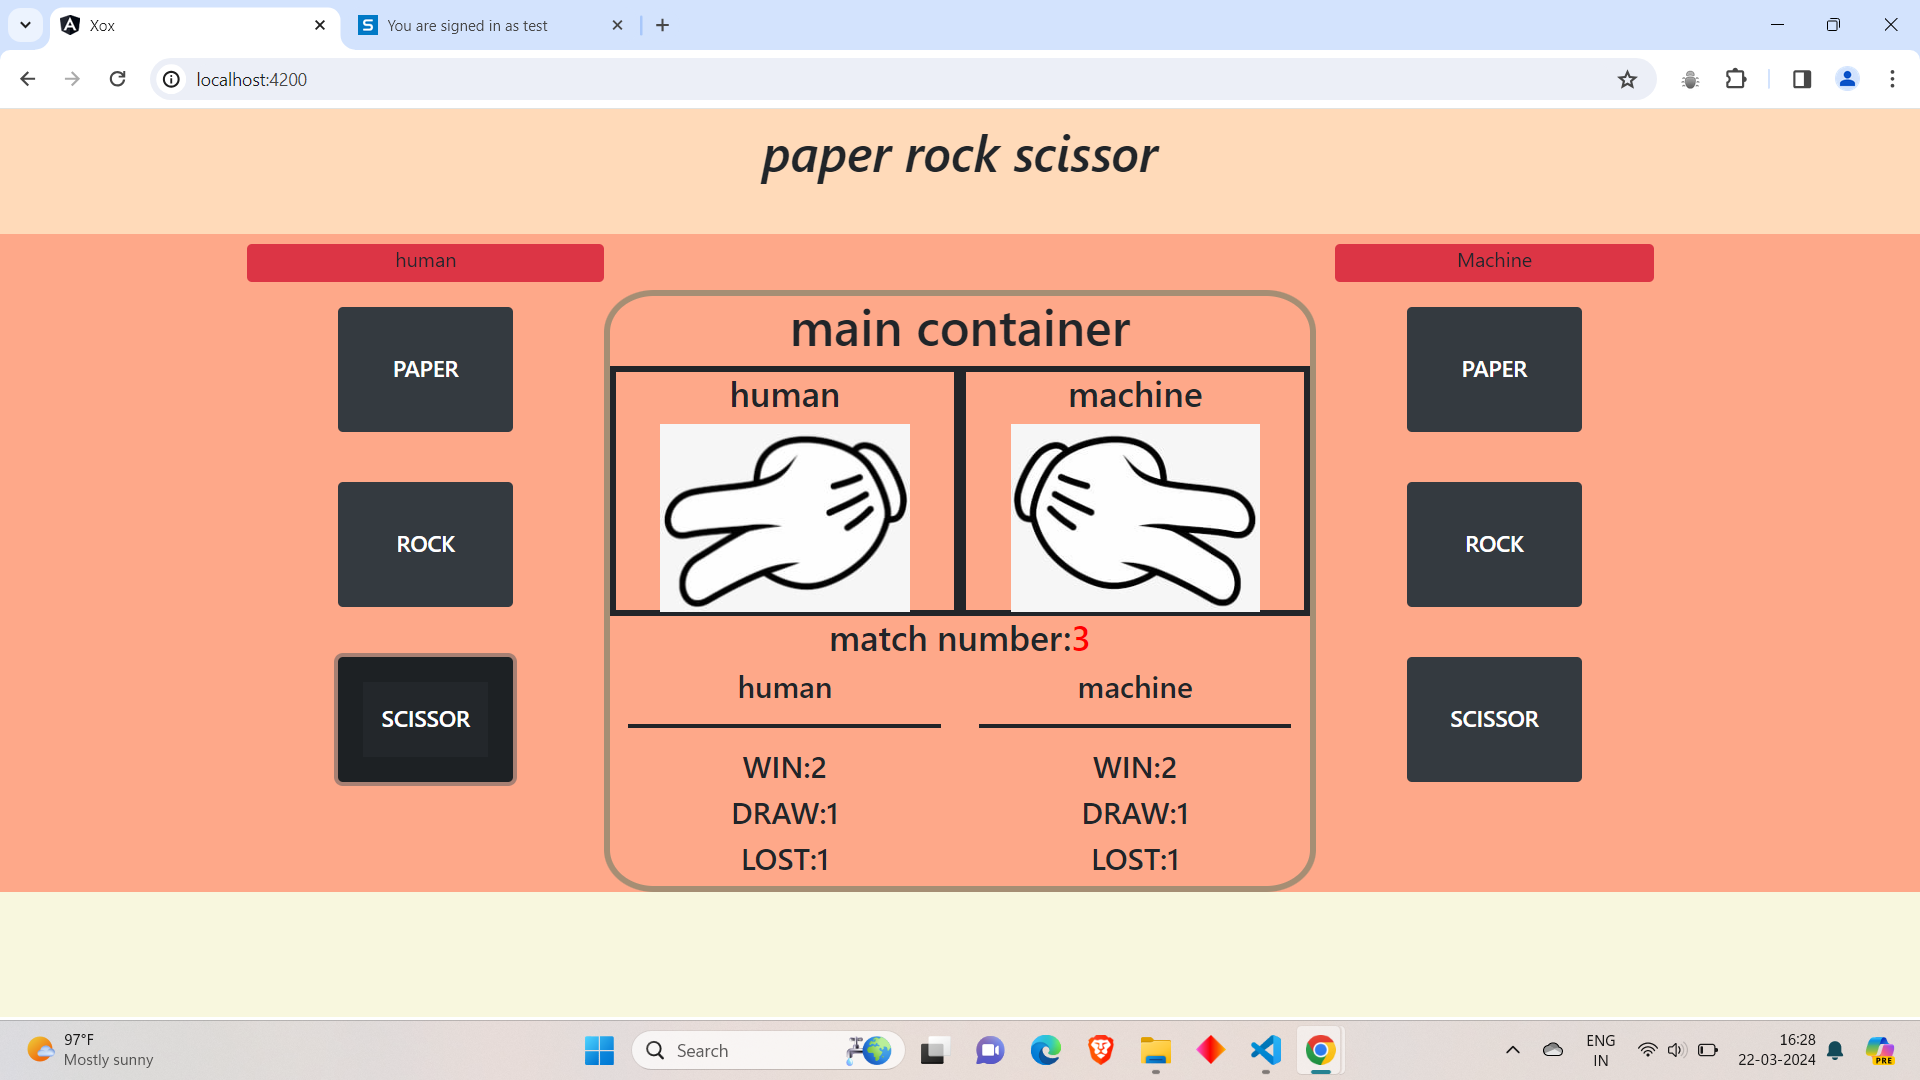 Xox
You are signed in as test
localhost:4200
paper rock scissor
human
Machine
main container
PAPER
human
machine
PAPER
ROCK
ROCK
match number:3
human
machine
SCISSOR
SCISSOR
WIN:2
WIN:2
DRAW:1
DRAW:1
LOST:1
LOST:1
97°F
Mostly sunny
Search
ENG
IN
16:28
22-03-2024
PRE